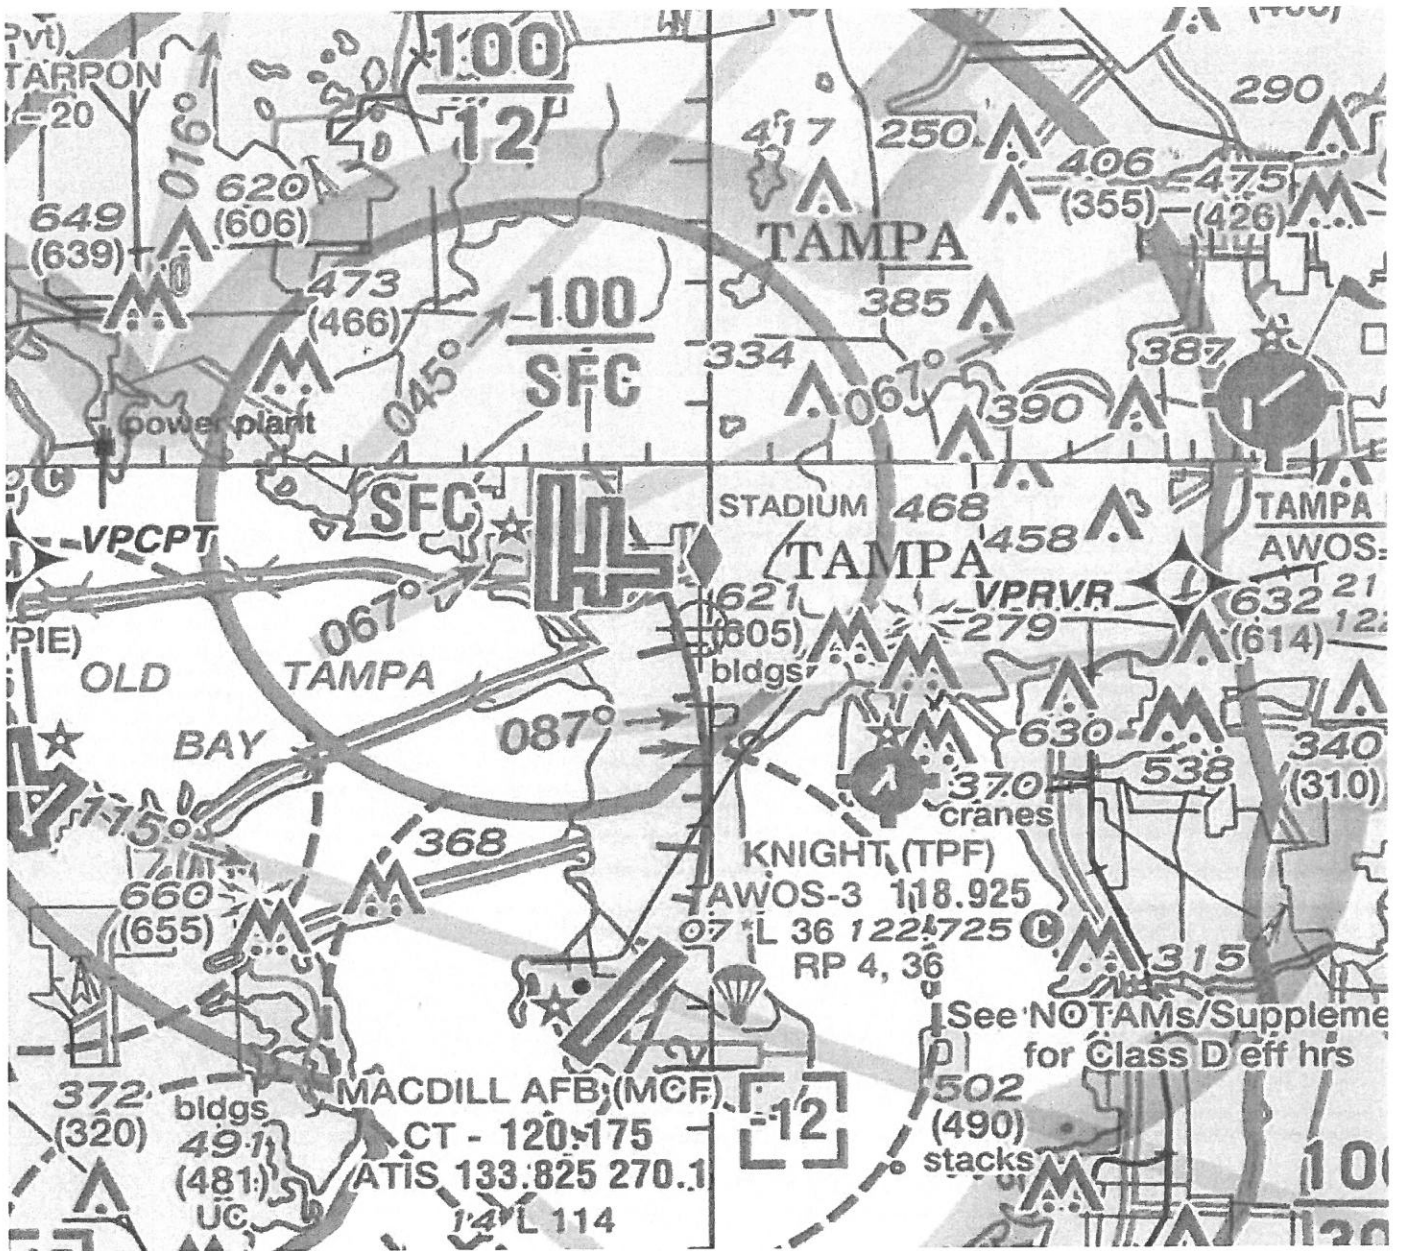 Pvt)
TARPON
- 20
016°
100
12
417
250
290
406
(355)
475
(426)
620
(606)
649
(639)
TAMPA
473
(466)
100
SFC
385
045°
334
387
067°
390
power plant
C
SFC
STADIUM
468
TAMPA
VPCPT
TAMPA
458
AWOS-
067°
621
(605)
bldgs
VPRVR
279
632
(614)
21
122
(PIE)
OLD TAMPA
BAY
087°
630
538
340
(310)
115°
370
cranes
368
KNIGHT (TPF)
660
(655)
AWOS-3 118.925
07 *L 36 122.725 C
RP 4, 36
315
See NOTAMs/Suppleme
for Class D eff hrs
372
(320)
bldgs
491
(481)
UC
MACDILL AFB (MCF)
CT - 120.175
ATIS 133.825 270.1
14 *L 114
-12
502
(490)
stacks
100
30